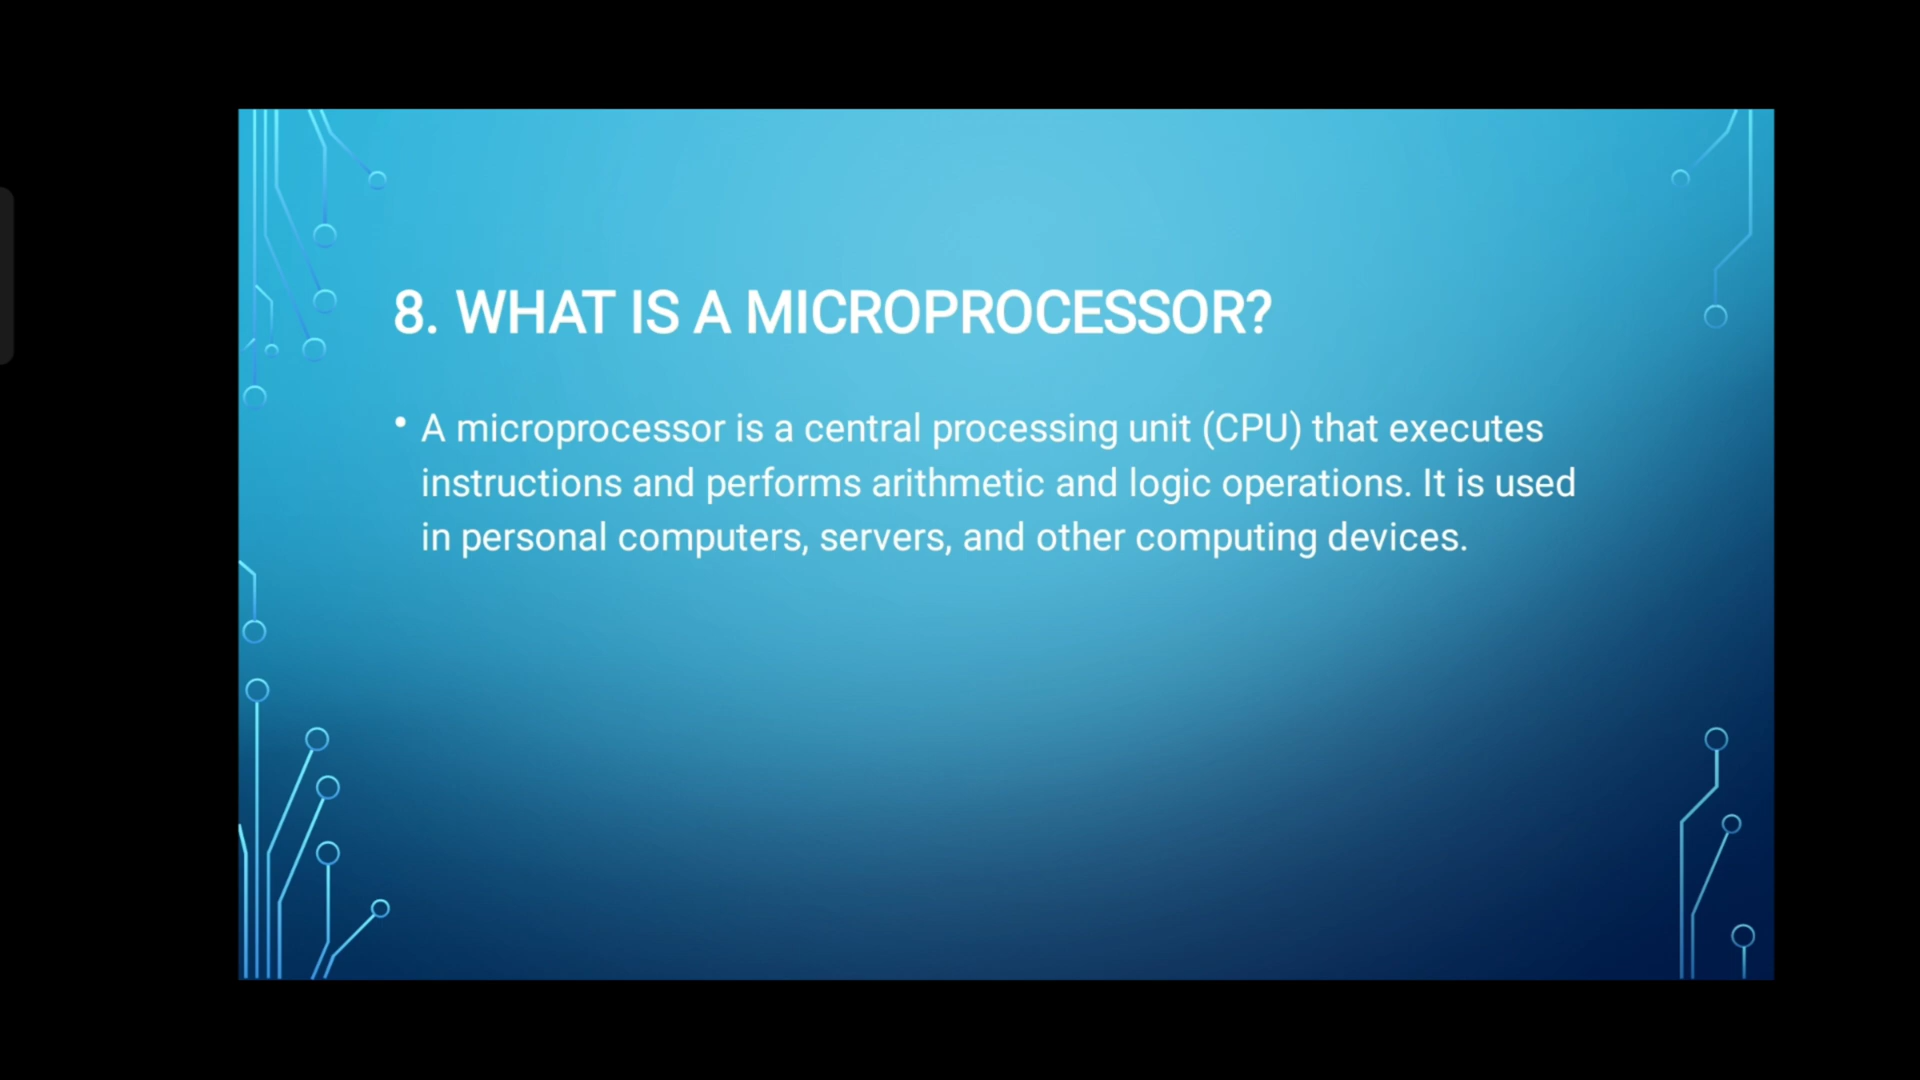 8. WHAT IS A MICROPROCESSOR?
• A microprocessor is a central processing unit (CPU) that executes
instructions and performs arithmetic and logic operations. It is used
in personal computers, servers, and other computing devices.